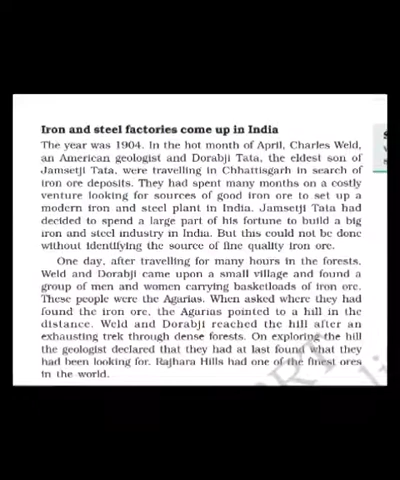 Iron and steel factories come up in India
The year was 1904. In the hot month of April, Charles Weld,
an American geologist and Dorabji Tata, the eldest son of
Jamsetji Tata, were travelling in Chhattisgarh in search of
iron ore deposits. They had spent many months on a costly
venture looking for sources of good iron ore to set up a
modern iron and steel plant in India. Jamsetji Tata had
decided to spend a large part of his fortune to build a big
iron and steel industry in India. But this could not be done
without identifying the source of fine quality iron ore.
One day, after travelling for many hours in the forests,
Weld and Dorabji came upon a small village and found a
group of men and women carrying basketloads of iron ore.
These people were the Agarias. When asked where they had
found the iron ore, the Agarias pointed to a hill in the
distance. Weld and Dorabji reached the hill after an
exhausting trek through dense forests. On exploring the hill
the geologist declared that they had at last found what they
had been looking for. Rajhara Hills had one of the finest ores
in the world.